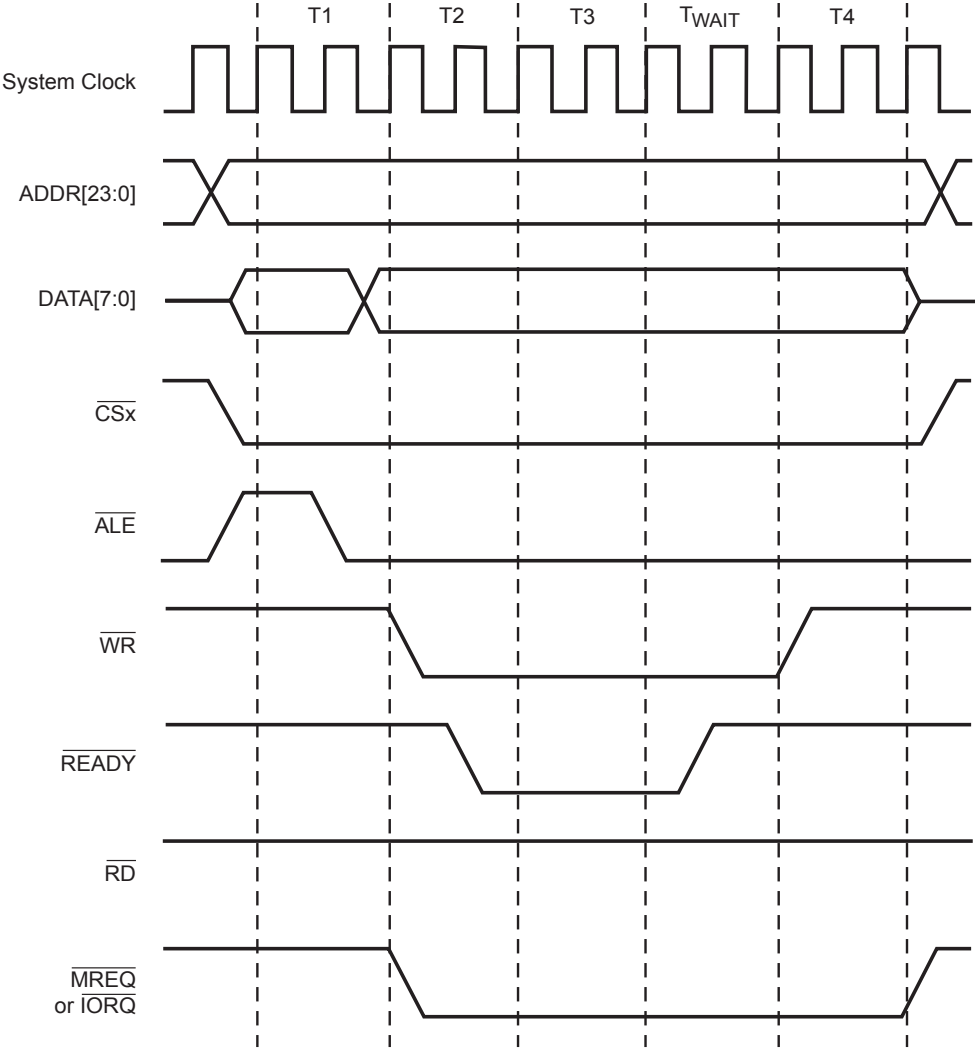 T1 T2 T3 TWAIT T4
System Clock
ADDR[23:0]
DATA[7:0]
CSx
ALE
WR
READY
RD
MREQ
or IORQ